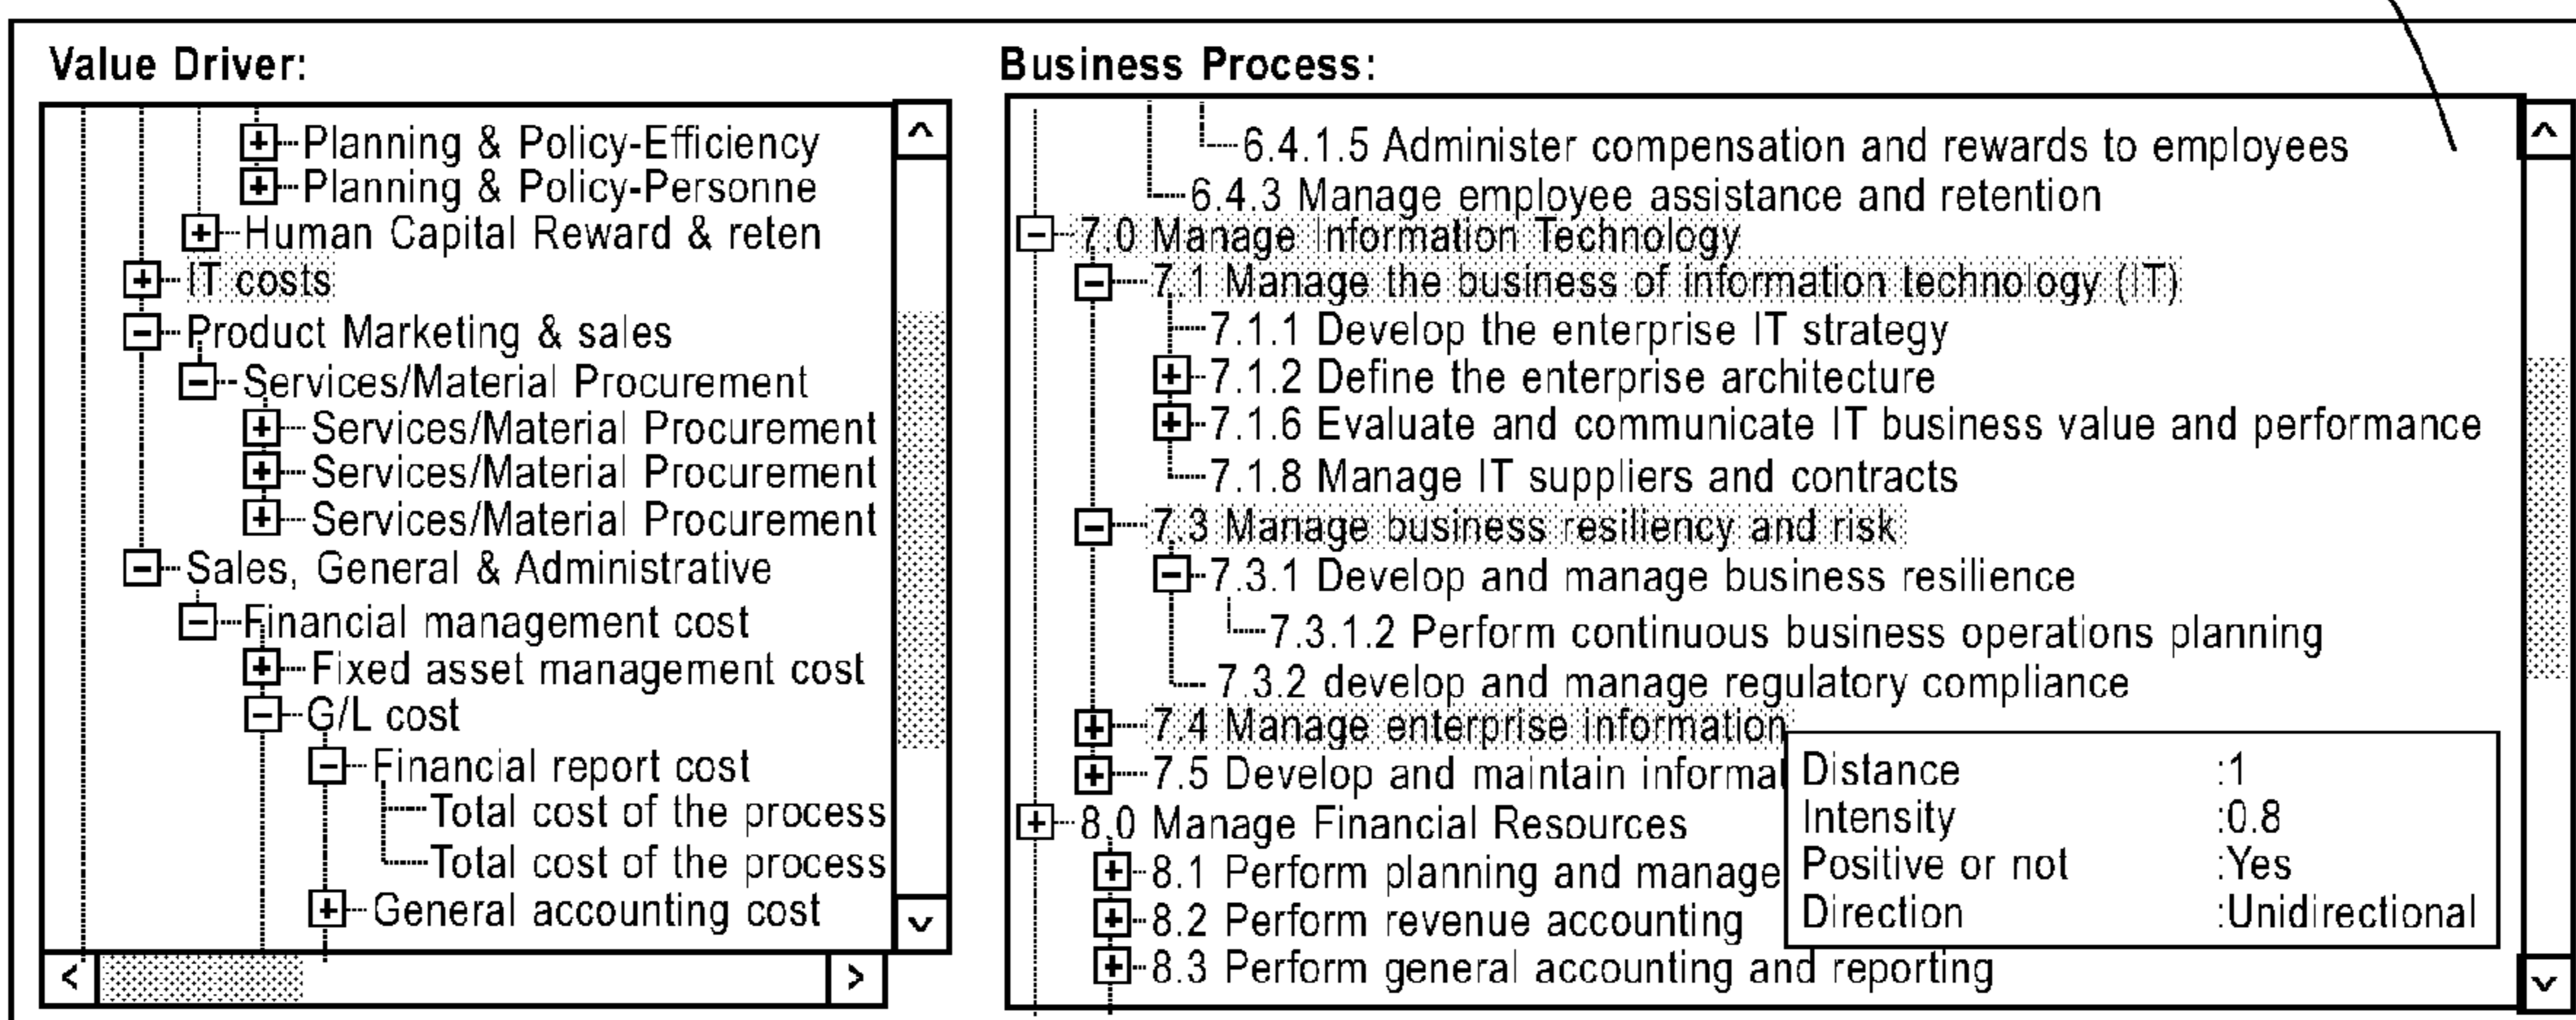 Value Driver:
Planning & Policy-Efficiency
Planning & Policy-Personne
Human Capital Reward & reten
IT costs
Product Marketing & sales
Services/Material Procurement
Services/Material Procurement
Services/Material Procurement
Services/Material Procurement
Sales, General & Administrative
Financial management cost
Fixed asset management cost
G/L cost
Financial report cost
Total cost of the process
Total cost of the process
General accounting cost
Business Process:
6.4.1.5 Administer compensation and rewards to employees
6.4.3 Manage employee assistance and retention
7.0 Manage Information Technology
7.1 Manage the business of information technology (IT)
7.1.1 Develop the enterprise IT strategy
7.1.2 Define the enterprise architecture
7.1.6 Evaluate and communicate IT business value and performance
7.1.8 Manage IT suppliers and contracts
7.3 Manage business resiliency and risk
7.3.1 Develop and manage business resilience
7.3.1.2 Perform continuous business operations planning
7.3.2 develop and manage regulatory compliance
7.4 Manage enterprise information
7.5 Develop and maintain informa
8.0 Manage Financial Resources
8.1 Perform planning and manage
8.2 Perform revenue accounting
8.3 Perform general accounting and reporting
Distance :1
Intensity :0.8
Positive or not :Yes
Direction :Unidirectional